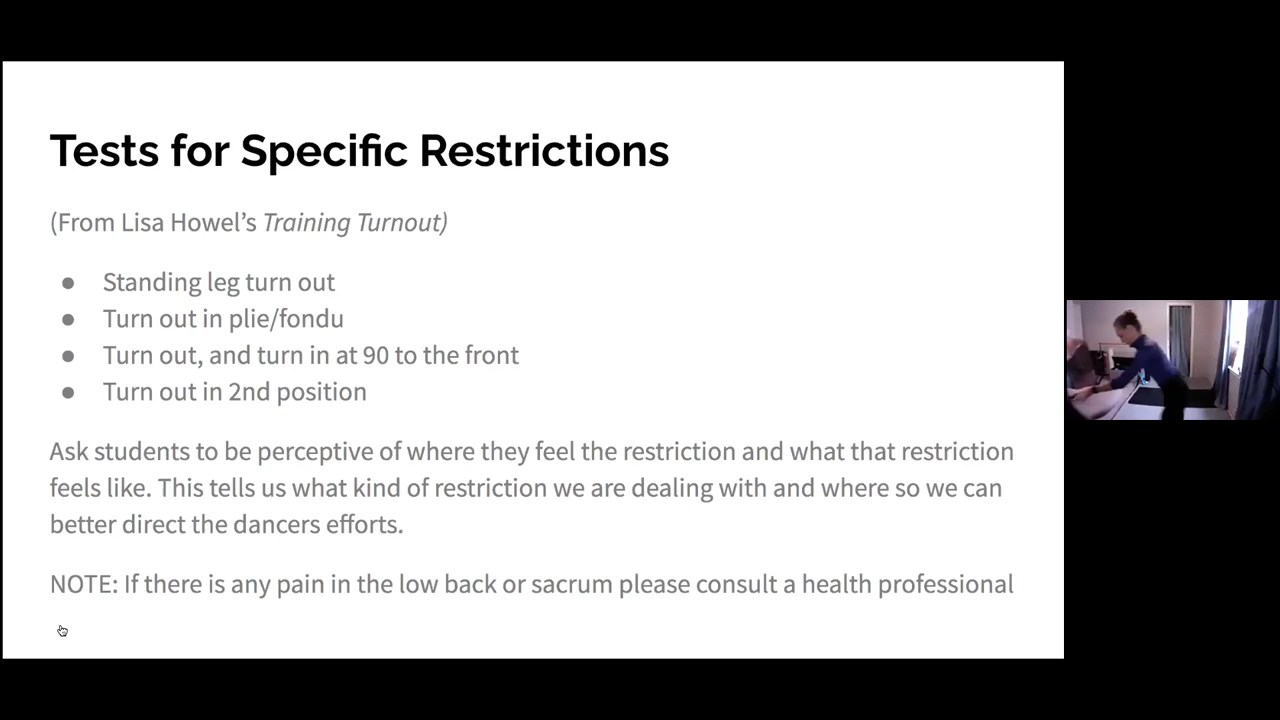 Tests for Specific Restrictions
(From Lisa Howel’s Training Turnout)
● Standing leg turn out
● Turn out in plie/fondu
● Turn out, and turn in at 90 to the front
● Turn out in 2nd position
Ask students to be perceptive of where they feel the restriction and what that restriction
feels like. This tells us what kind of restriction we are dealing with and where so we can
better direct the dancers efforts.
NOTE: If there is any pain in the low back or sacrum please consult a health professional